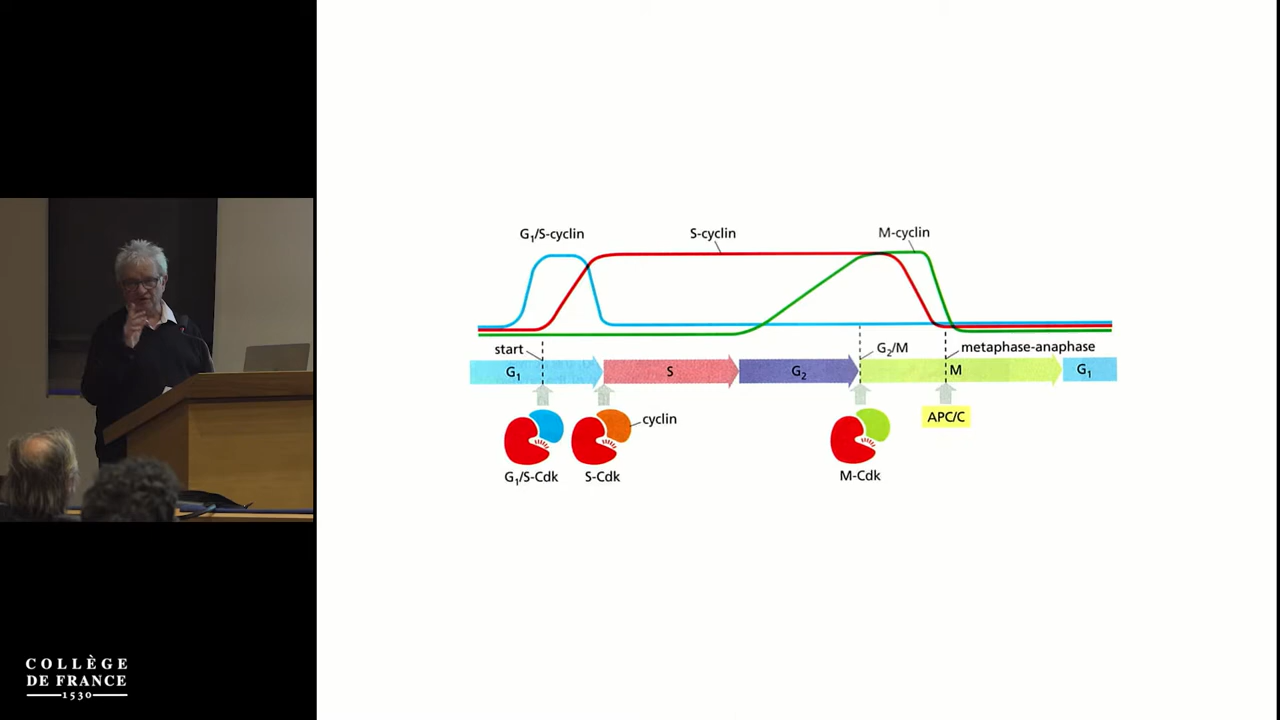 G₁/S-cyclin
S-cyclin
M-cyclin
start
G₂/M
metaphase-anaphase
G₁
S
G₂
M
G₁
cyclin
APC/C
G₁/S-Cdk
S-Cdk
M-Cdk
COLLÈGE
DE FRANCE
1530